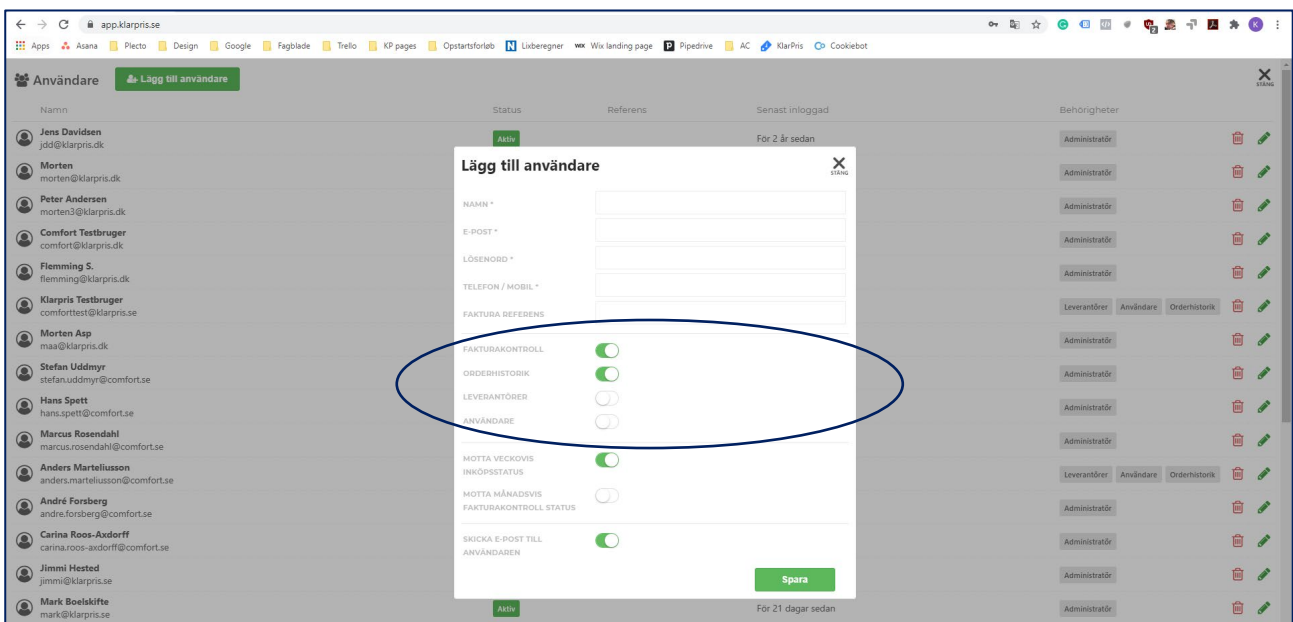 app.klarpris.se
Apps Asana Plecto Design Google Fagblade Trello KP pages Opstartsforløb Lixberegner WIX Wix landing page Pipedrive AC KlarPris Cookiebot
Användare Lägg till användare STÄNG
Namn Status Referens Senast inloggad Behörigheter
Jens Davidsen
jdd@klarpris.dk Aktiv För 2 år sedan Administratör
Morten
morten@klarpris.dk Administratör
Peter Andersen
morten3@klarpris.dk Administratör
Comfort Testbruger
comfort@klarpris.dk Administratör
Flemming S.
flemming@klarpris.dk Administratör
Klarpris Testbruger
comforttest@klarpris.se Leverantörer Användare Orderhistorik
Morten Asp
maa@klarpris.dk Administratör
Stefan Uddmyr
stefan.uddmyr@comfort.se Administratör
Hans Spett
hans.spett@comfort.se Administratör
Marcus Rosendahl
marcus.rosendahl@comfort.se Administratör
Anders Marteliusson
anders.marteliusson@comfort.se Leverantörer Användare Orderhistorik
André Forsberg
andre.forsberg@comfort.se Administratör
Carina Roos-Axdorff
carina.roos-axdorff@comfort.se Administratör
Jimmi Hested
jimmi@klarpris.se Administratör
Mark Boelskifte
mark@klarpris.se Aktiv För 21 dagar sedan Administratör
Lägg till användare STÄNG
NAMN *
E-POST *
LÖSENORD *
TELEFON / MOBIL *
FAKTURA REFERENS
FAKTURAKONTROLL
ORDERHISTORIK
LEVERANTÖRER
ANVÄNDARE
MOTTA VECKOVIS
INKÖPSSTATUS
MOTTA MÅNADSVIS
FAKTURAKONTROLL STATUS
SKICKA E-POST TILL
ANVÄNDAREN
Spara